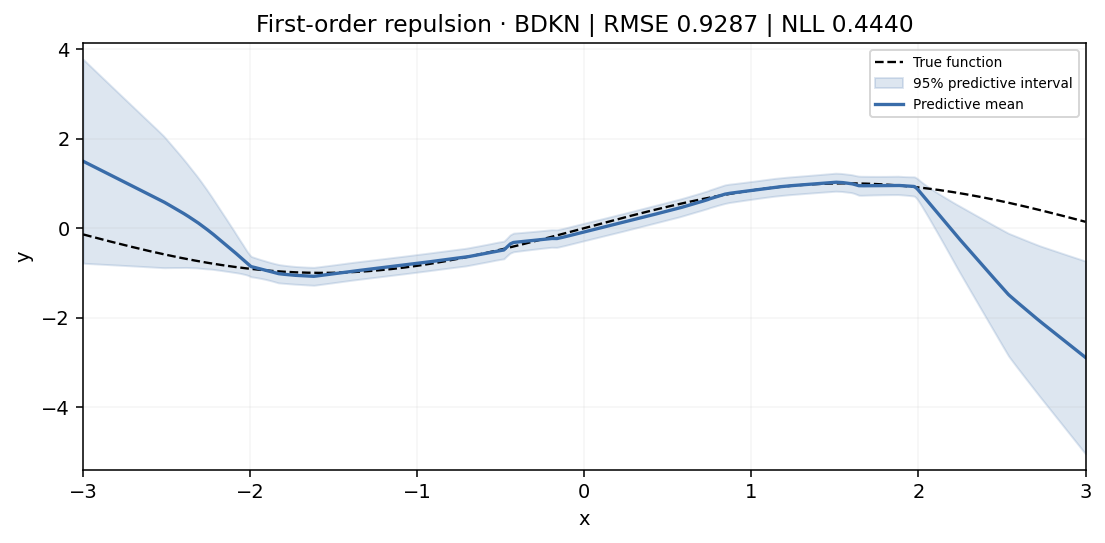 First-order repulsion · BDKN | RMSE 0.9287 | NLL 0.4440
True function
95% predictive interval
Predictive mean
y
4
2
0
−2
−4
−3
−2
−1
0
1
2
3
x